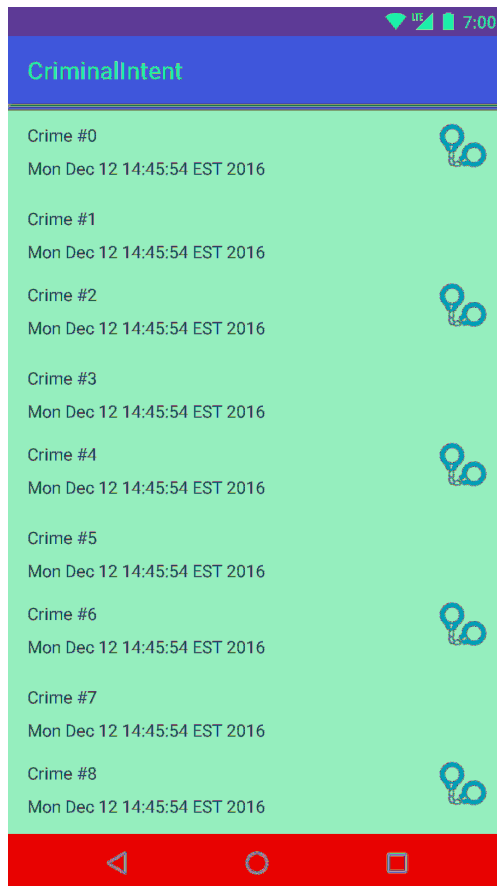 LTE 7:00
CriminalIntent
Crime #0
Mon Dec 12 14:45:54 EST 2016
Crime #1
Mon Dec 12 14:45:54 EST 2016
Crime #2
Mon Dec 12 14:45:54 EST 2016
Crime #3
Mon Dec 12 14:45:54 EST 2016
Crime #4
Mon Dec 12 14:45:54 EST 2016
Crime #5
Mon Dec 12 14:45:54 EST 2016
Crime #6
Mon Dec 12 14:45:54 EST 2016
Crime #7
Mon Dec 12 14:45:54 EST 2016
Crime #8
Mon Dec 12 14:45:54 EST 2016